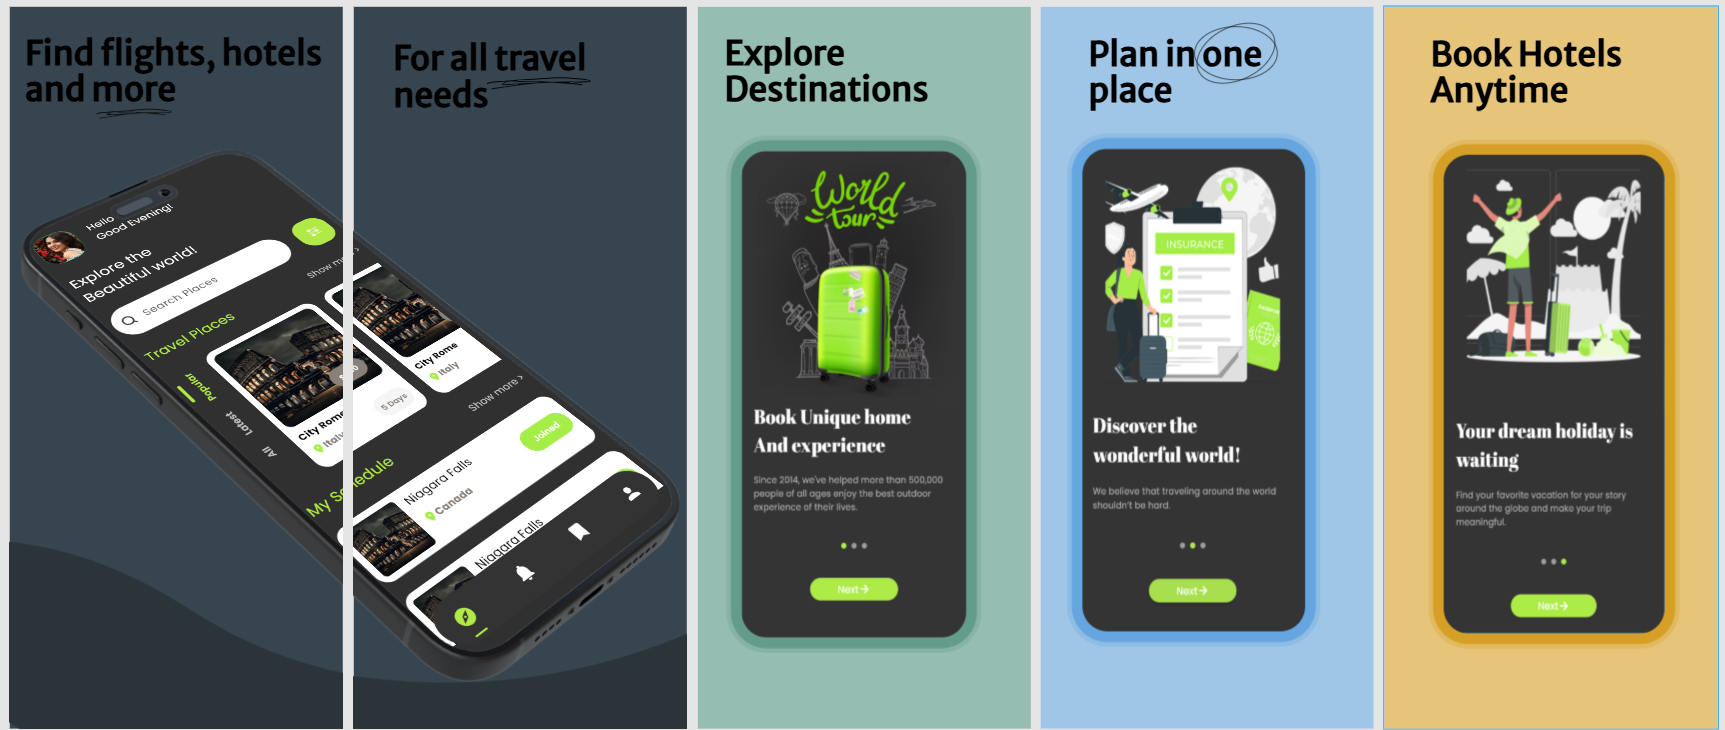 Find flights, hotels
and more
Hello
Good Evening!
Explore the
Beautiful world!
Search Places
Travel Places
Show
Popular
Latest
All
City Rome
Italy
5 Days
My Schedule
For all travel
needs
City Rome
Italy
Show more >
Niagara Falls
Canada
Joined
Niagara Falls
Explore
Destinations
World
tour
Book Unique home
And experience
Since 2014, we've helped more than 500,000
people of all ages enjoy the best outdoor
experience of their lives.
Next→
Plan in one
place
INSURANCE
Discover the
wonderful world!
We believe that traveling around the world
shouldn't be hard.
Next→
Book Hotels
Anytime
Your dream holiday is
waiting
Find your favorite vacation for your story
around the globe and make your trip
meaningful.
Next→